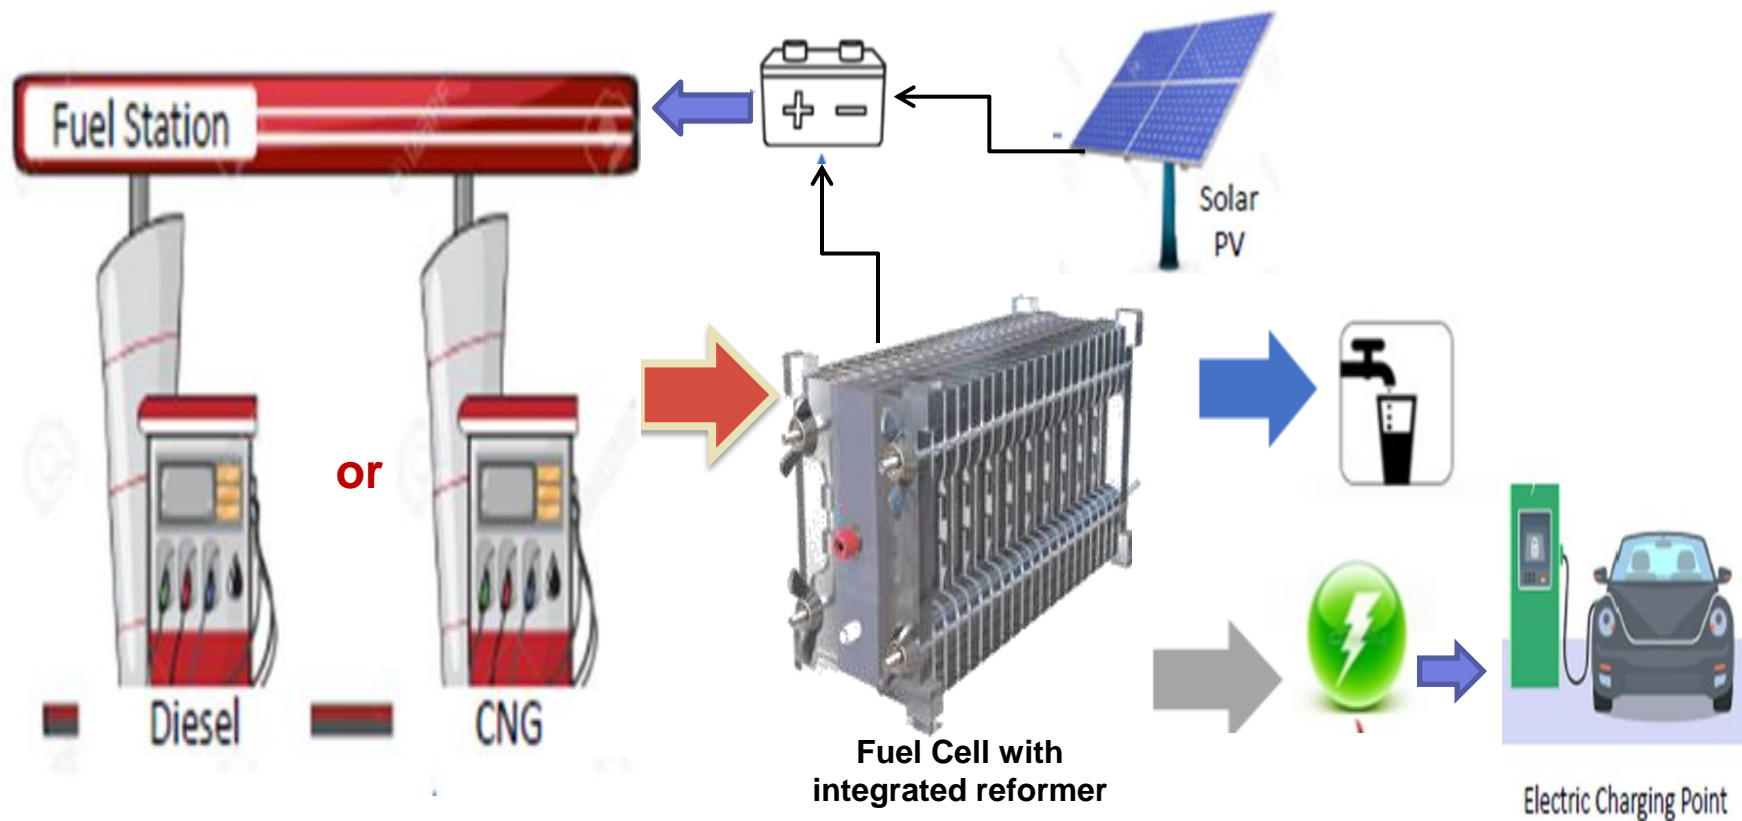 Fuel Station
Solar
PV
or
Diesel
CNG
Fuel Cell with
integrated reformer
Electric Charging Point